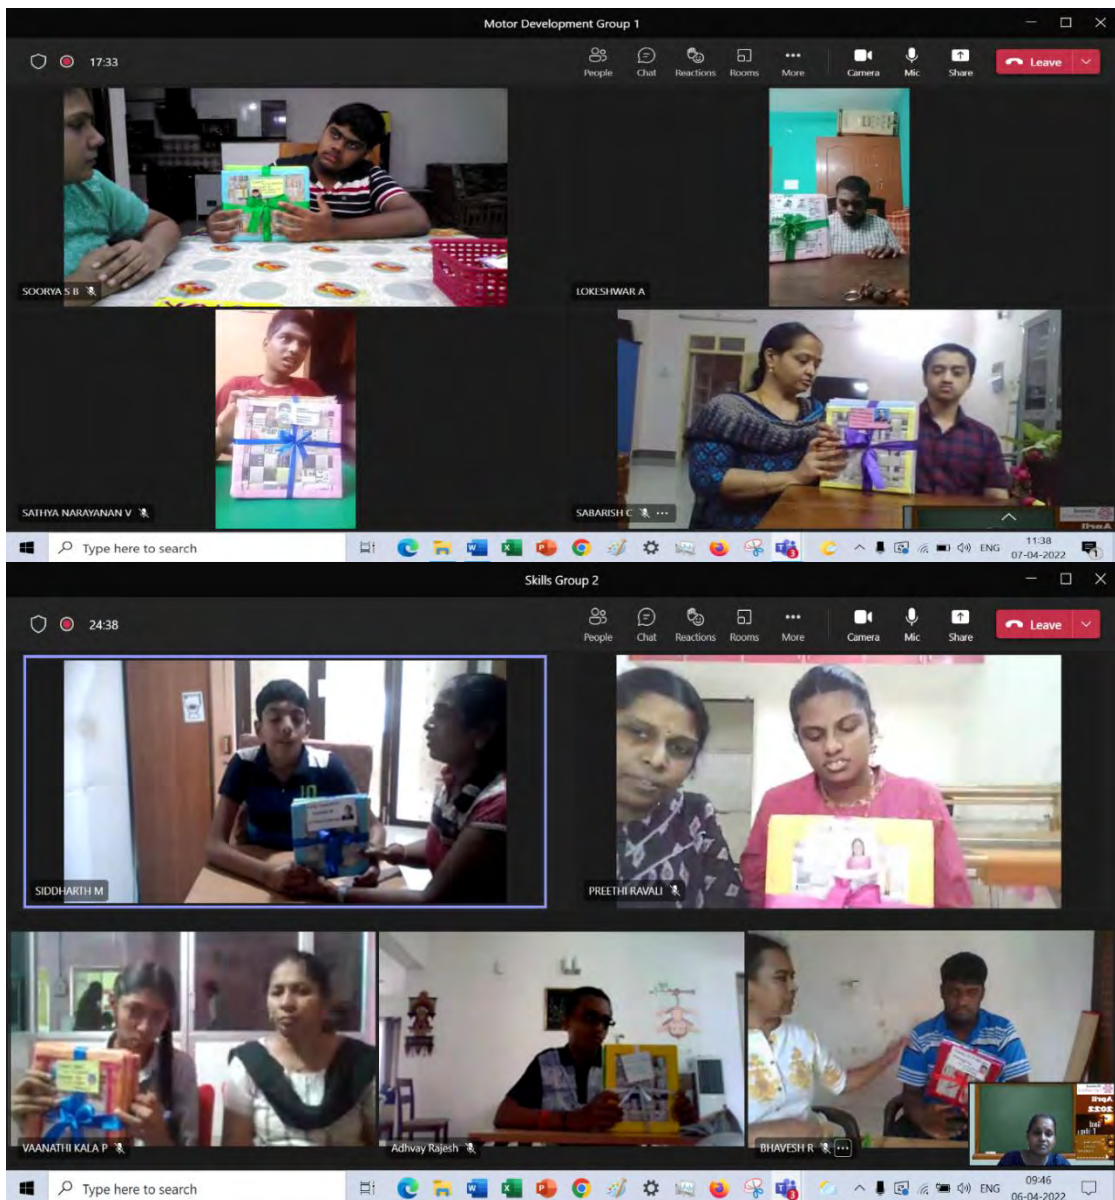 Motor Development Group 1
17:33
People Chat Reactions Rooms More Camera Mic Share Leave
SOORYA S B
LOKESHWAR A
SATHYA NARAYANAN V
SABARISH C
Type here to search
ENG
11:38
07-04-2022
Skills Group 2
24:38
People Chat Reactions Rooms More Camera Mic Share Leave
SIDDHARTH M
PREETHI RAVALI
VAANATHI KALA P
Adhvay Rajesh
BHAVESH R
April
2022
Type here to search
ENG
09:46
06-04-2022